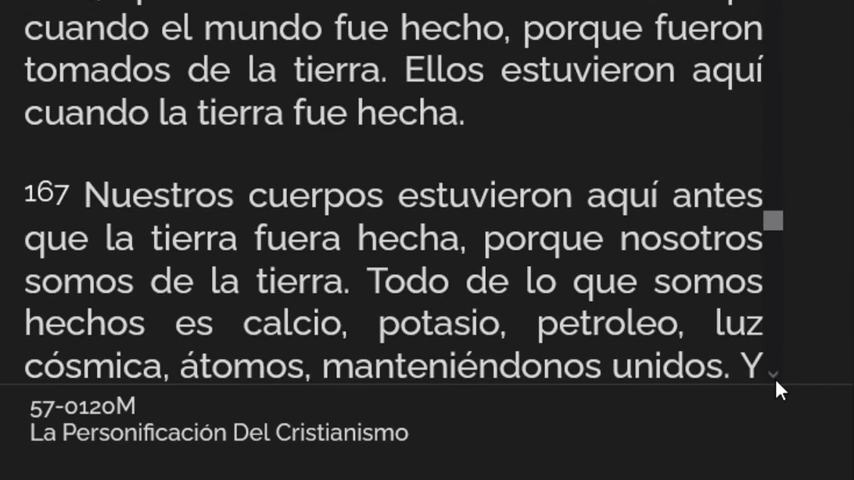 cuando el mundo fue hecho, porque fueron
tomados de la tierra. Ellos estuvieron aquí
cuando la tierra fue hecha.
167 Nuestros cuerpos estuvieron aquí antes
que la tierra fuera hecha, porque nosotros
somos de la tierra. Todo de lo que somos
hechos es calcio, potasio, petroleo, luz
cósmica, átomos, manteniéndonos unidos. Y
57-0120M
La Personificación Del Cristianismo